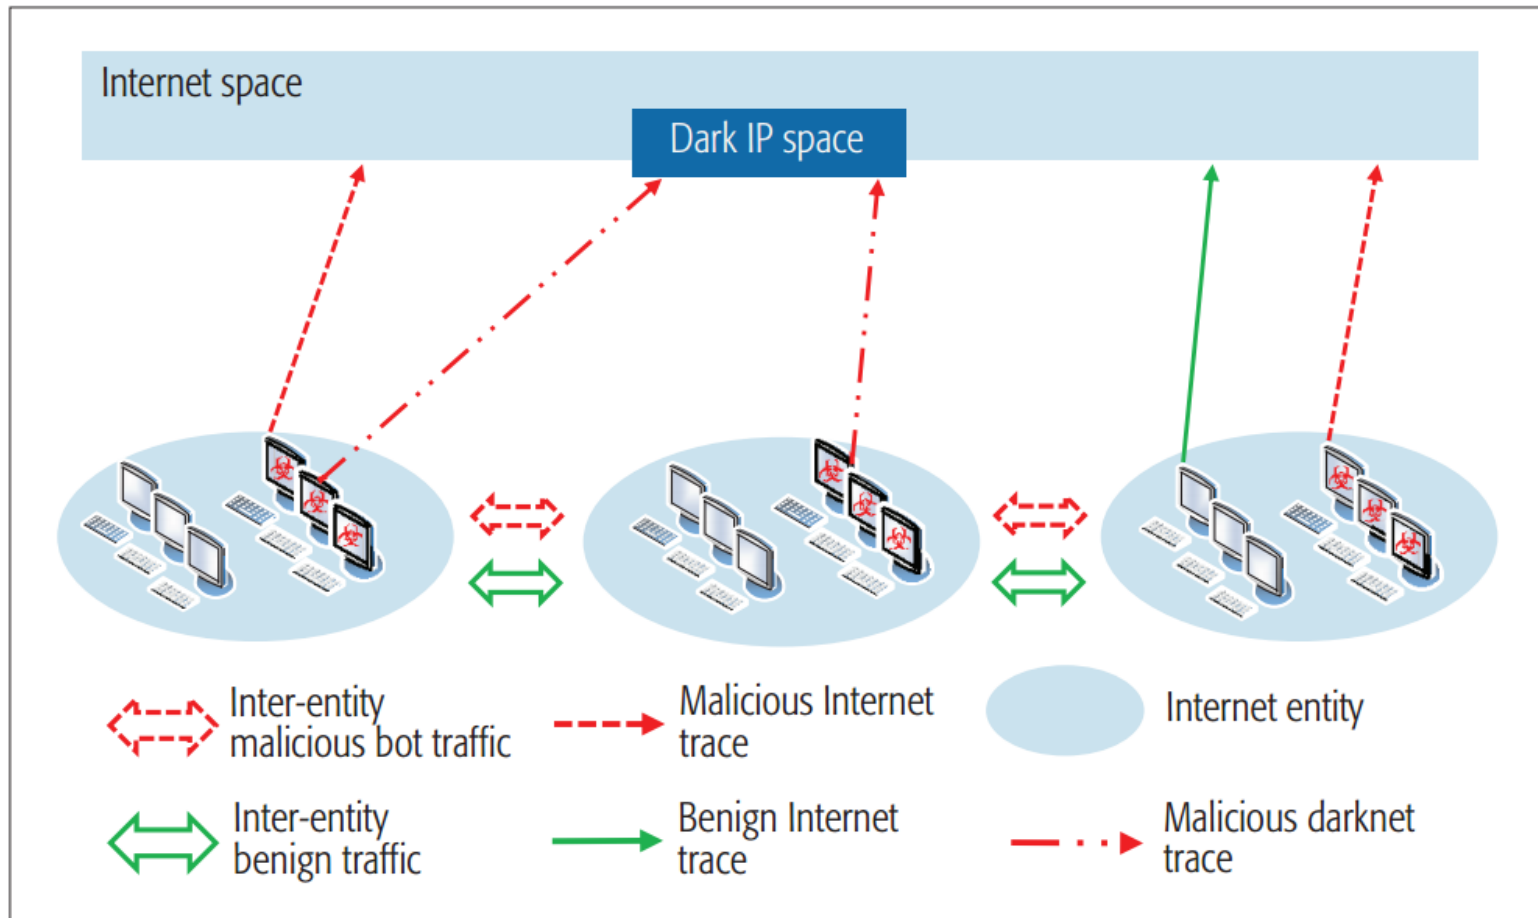 Internet space
Dark IP space
Inter-entity
malicious bot traffic
Malicious Internet
trace
Internet entity
Inter-entity
benign traffic
Benign Internet
trace
Malicious darknet
trace